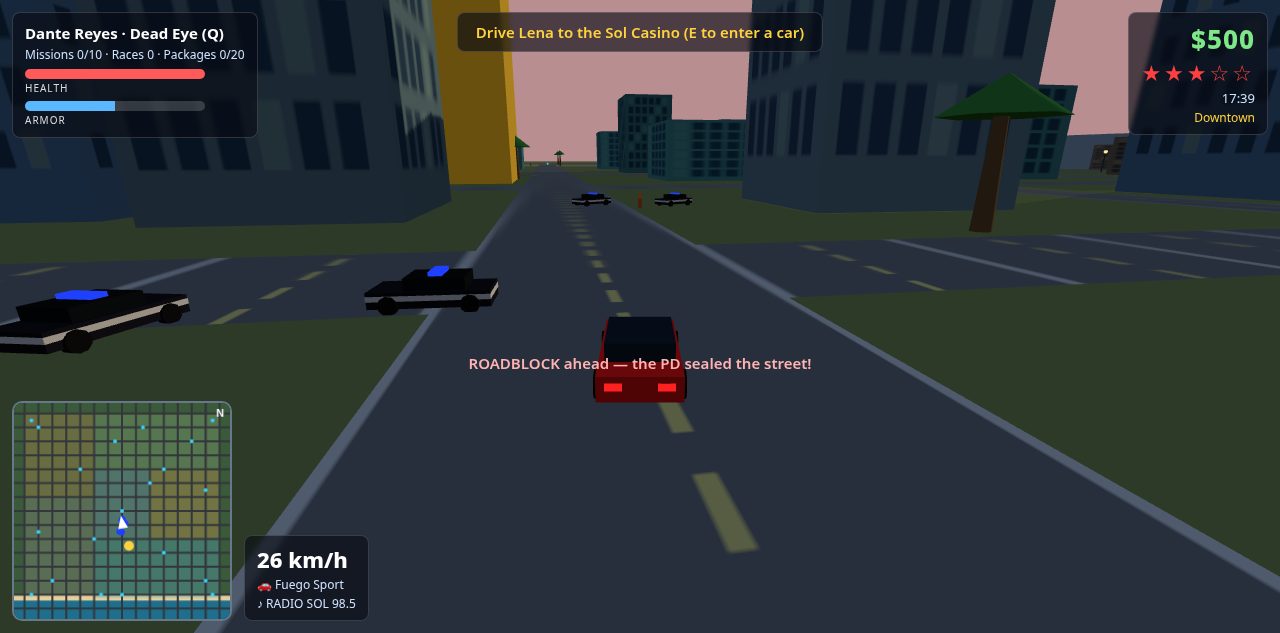 Dante Reyes · Dead Eye (Q)
Missions 0/10 · Races 0 · Packages 0/20
HEALTH
ARMOR
Drive Lena to the Sol Casino (E to enter a car)
$500
★★★☆☆
17:39
Downtown
ROADBLOCK ahead — the PD sealed the street!
N
26 km/h
🚗 Fuego Sport
♪ RADIO SOL 98.5